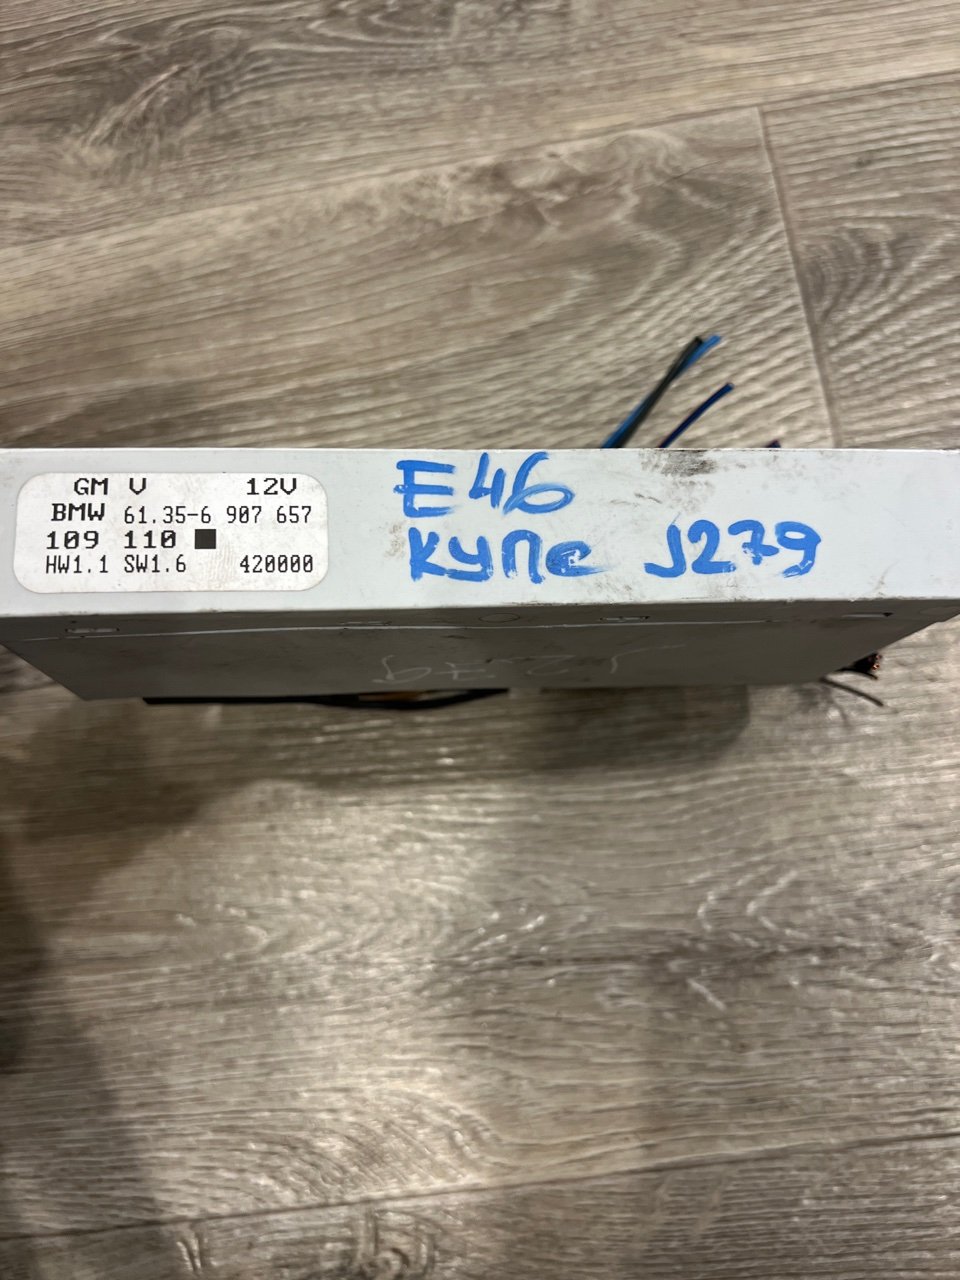 GM V 12V
BMW 61.35-6 907 657
109 110
HW1.1 SW1.6 420000
E46
купе J279